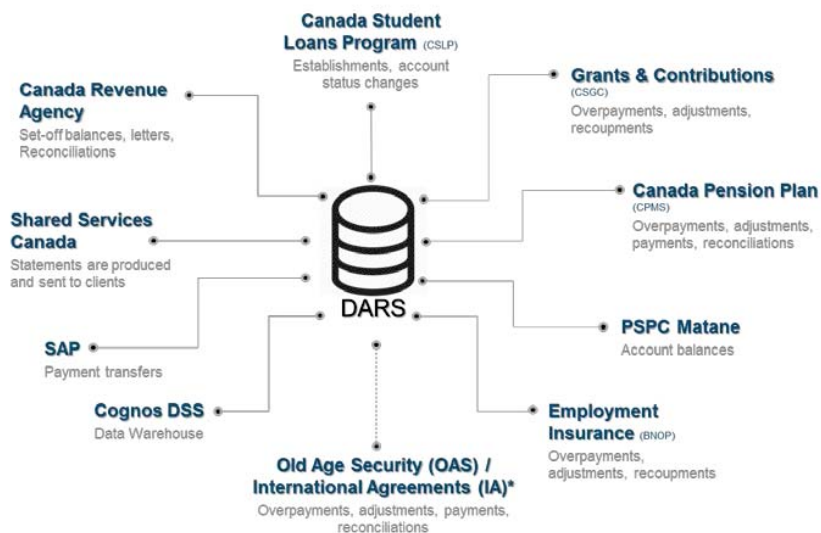 Canada Student
Loans Program (CSLP)
Establishments, account
status changes
Canada Revenue
Agency
Set-off balances, letters,
Reconciliations
Grants & Contributions
(CSGC)
Overpayments, adjustments,
recoupments
Shared Services
Canada
Statements are produced
and sent to clients
Canada Pension Plan
(CPMS)
Overpayments, adjustments,
payments, reconciliations
DARS
SAP
Payment transfers
PSPC Matane
Account balances
Cognos DSS
Data Warehouse
Employment
Insurance (BNOP)
Overpayments,
adjustments, recoupments
Old Age Security (OAS) /
International Agreements (IA)*
Overpayments, adjustments, payments,
reconciliations